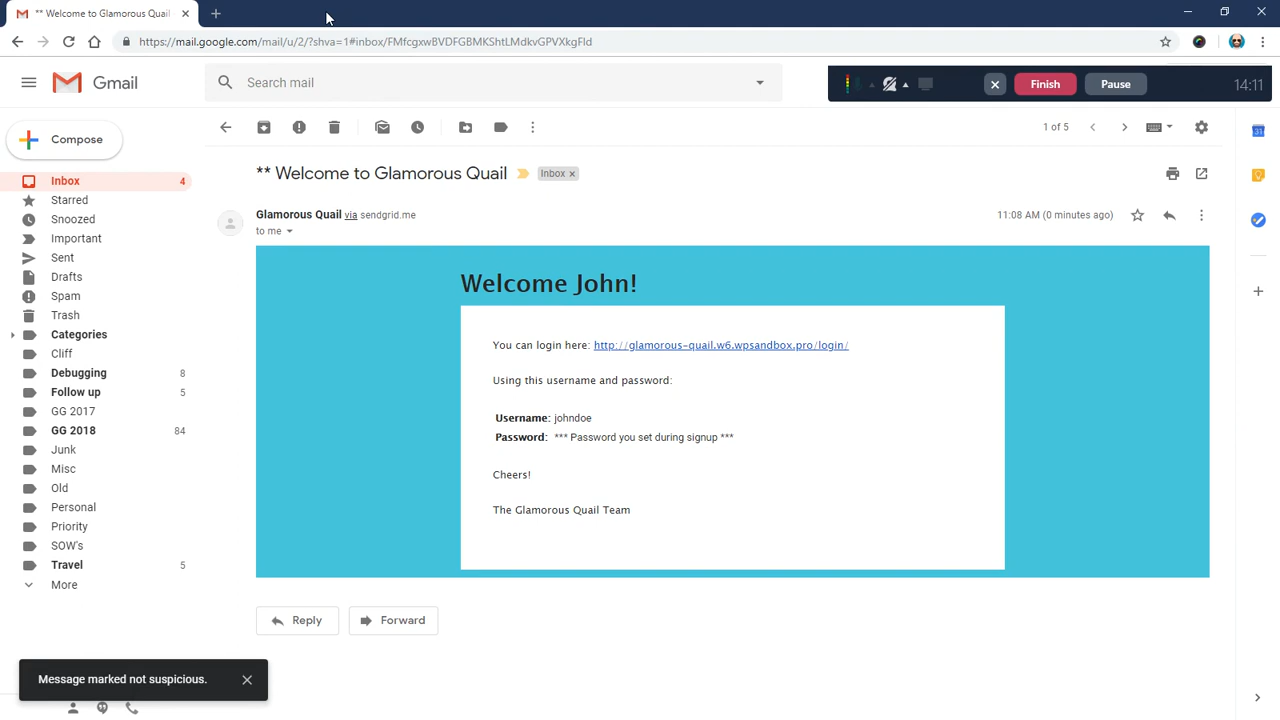 ** Welcome to Glamorous Quail
https://mail.google.com/mail/u/2/?shva=1#inbox/FMfcgxwBVDFGBMKShtLMdkvGPVXkgFld
Gmail
Search mail
Finish
Pause
14:11
Compose
1 of 5
Inbox 4
Starred
Snoozed
Important
Sent
Drafts
Spam
Trash
Categories
Cliff
Debugging 8
Follow up 5
GG 2017
GG 2018 84
Junk
Misc
Old
Personal
Priority
SOW's
Travel 5
More
** Welcome to Glamorous Quail Inbox x
Glamorous Quail via sendgrid.me
11:08 AM (0 minutes ago)
to me
Welcome John!
You can login here: http://glamorous-quail.w6.wpsandbox.pro/login/
Using this username and password:
Username: johndoe
Password: *** Password you set during signup ***
Cheers!
The Glamorous Quail Team
Reply
Forward
Message marked not suspicious.
31